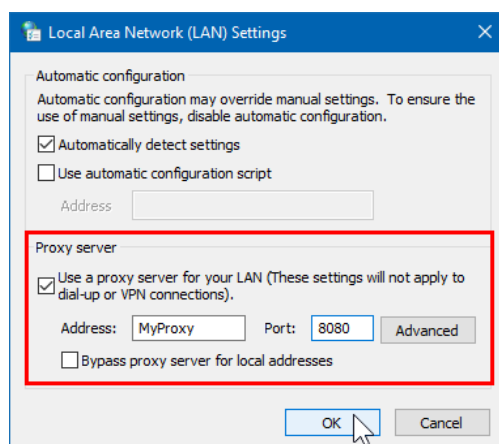 Local Area Network (LAN) Settings
Automatic configuration
Automatic configuration may override manual settings. To ensure the
use of manual settings, disable automatic configuration.
Automatically detect settings
Use automatic configuration script
Address
Proxy server
Use a proxy server for your LAN (These settings will not apply to
dial-up or VPN connections).
Address: MyProxy Port: 8080 Advanced
Bypass proxy server for local addresses
OK Cancel